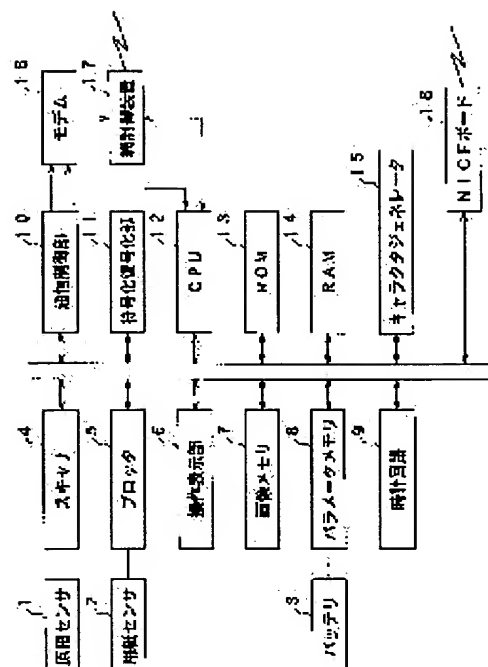 1
原稿センサ
2
用紙センサ
3
バッテリ
4
スキャナ
5
プロッタ
6
操作表示部
7
画像メモリ
8
パラメータメモリ
9
時計回路
10
通信制御部
11
符号化復号化部
12
CPU
13
ROM
14
RAM
15
キャラクタジェネレータ
16
モデム
17
網制御装置
18
NICFボード